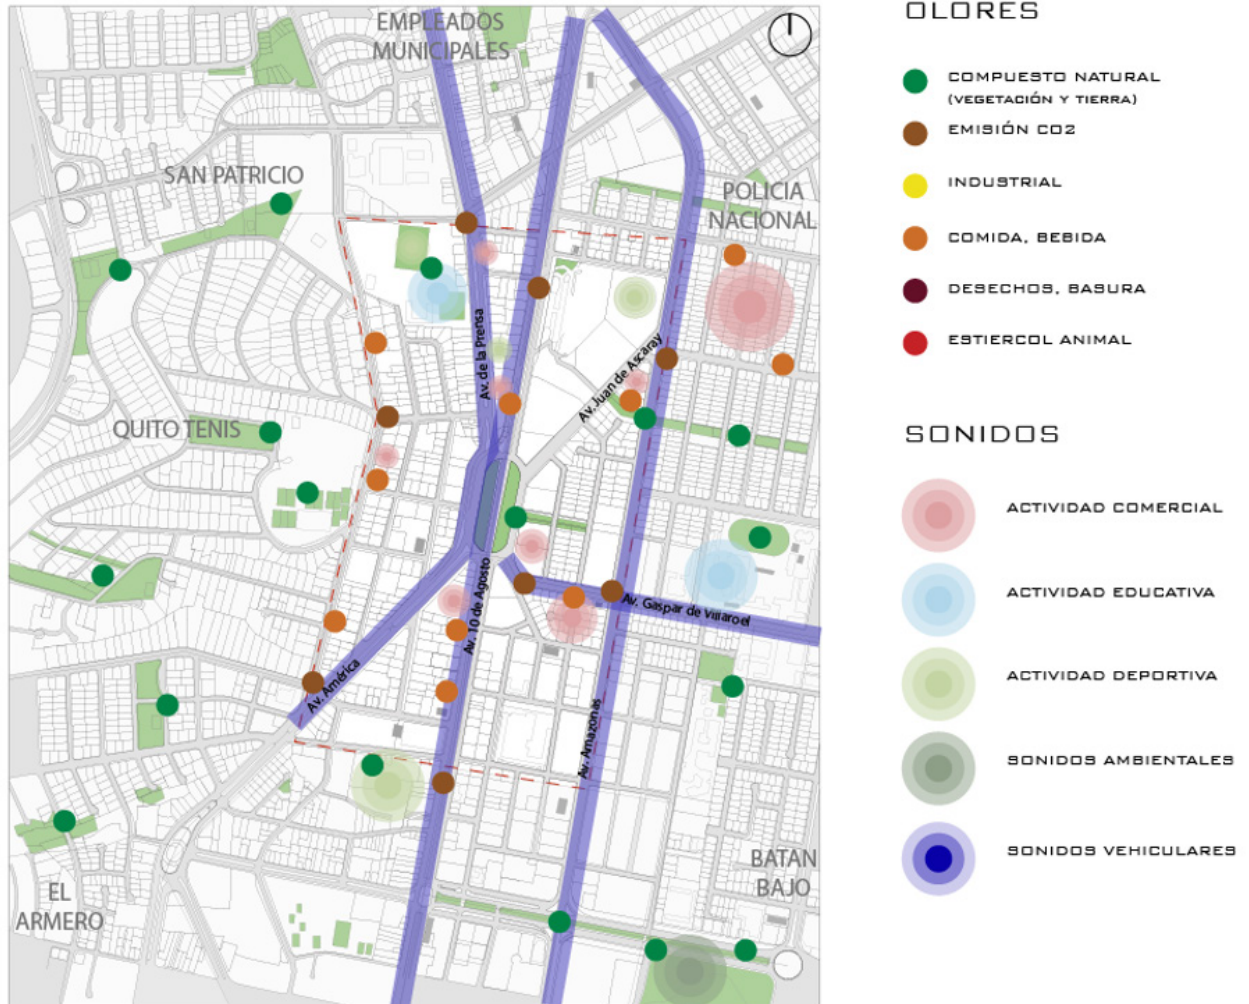 EMPLEADOS
MUNICIPALES
SAN PATRICIO
POLICIA
NACIONAL
Av. de la Prensa
Av. Juan de Ascaray
QUITO TENIS
Av. 10 de Agosto
Av. Gaspar de Villaroel
Av. América
Av. Amazonas
BATAN
BAJO
EL
ARMERO
OLORES
COMPUESTO NATURAL
(VEGETACIÓN Y TIERRA)
EMISIÓN CO2
INDUSTRIAL
COMIDA, BEBIDA
DESECHOS, BASURA
ESTIERCOL ANIMAL
SONIDOS
ACTIVIDAD COMERCIAL
ACTIVIDAD EDUCATIVA
ACTIVIDAD DEPORTIVA
SONIDOS AMBIENTALES
SONIDOS VEHICULARES